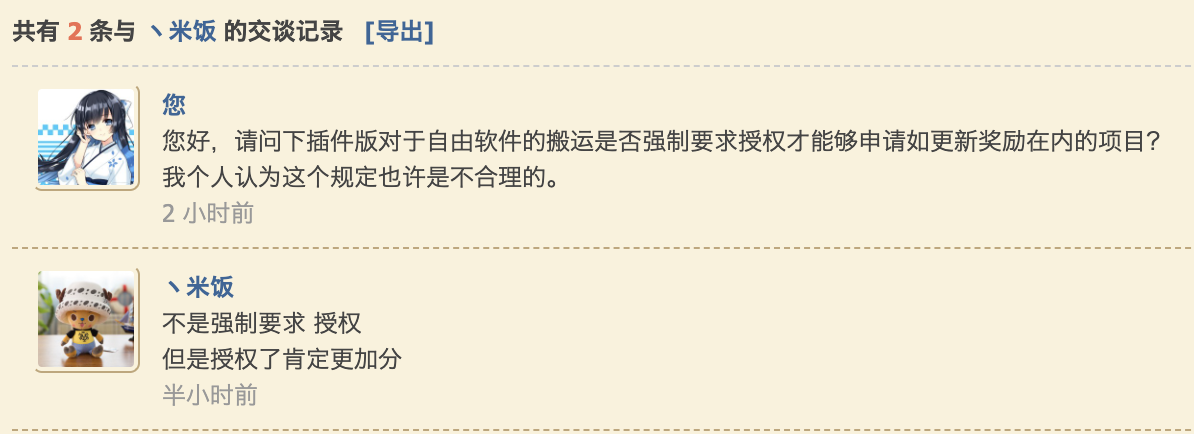 共有 2 条与 丶米饭 的交谈记录 [导出]
您
您好，请问下插件版对于自由软件的搬运是否强制要求授权才能够申请如更新奖励在内的项目？
我个人认为这个规定也许是不合理的。
2 小时前
丶米饭
不是强制要求 授权
但是授权了肯定更加分
半小时前